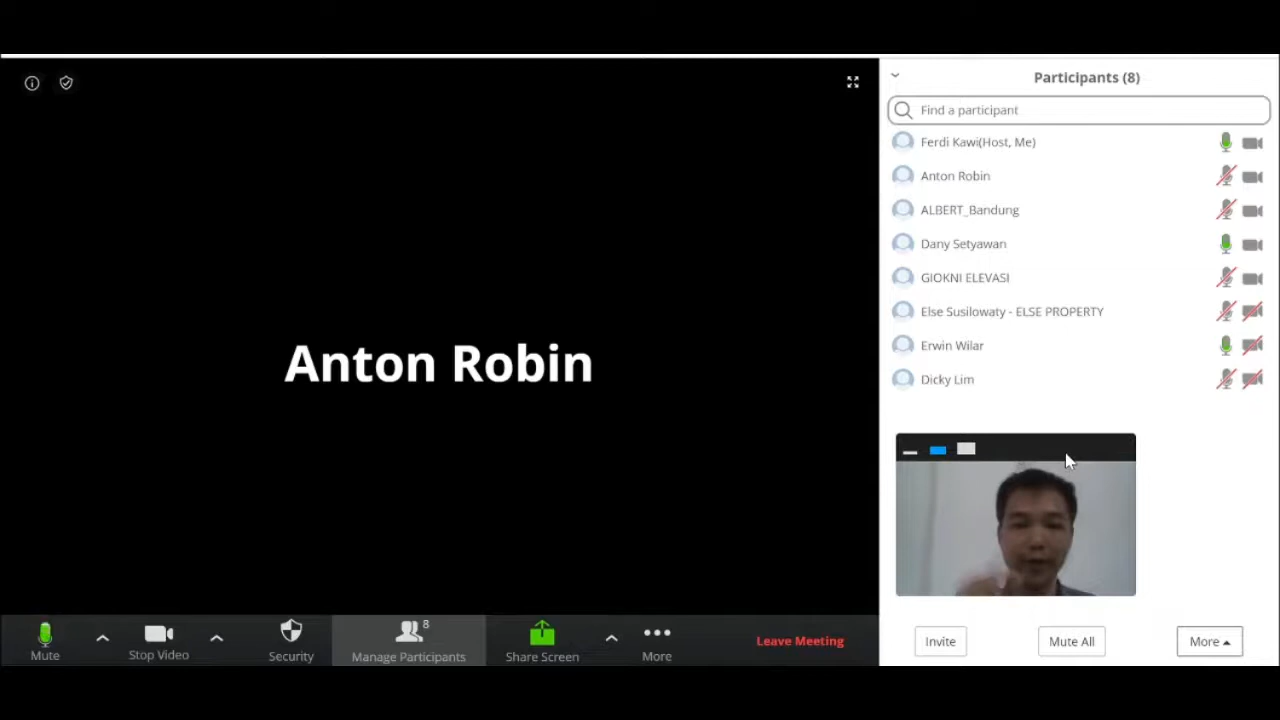 Participants (8)
Find a participant
Ferdi Kawi(Host, Me)
Anton Robin
ALBERT_Bandung
Dany Setyawan
GIOKNI ELEVASI
Else Susilowaty - ELSE PROPERTY
Erwin Wilar
Dicky Lim
Anton Robin
Mute
Stop Video
Security
8
Manage Participants
Share Screen
More
Leave Meeting
Invite
Mute All
More